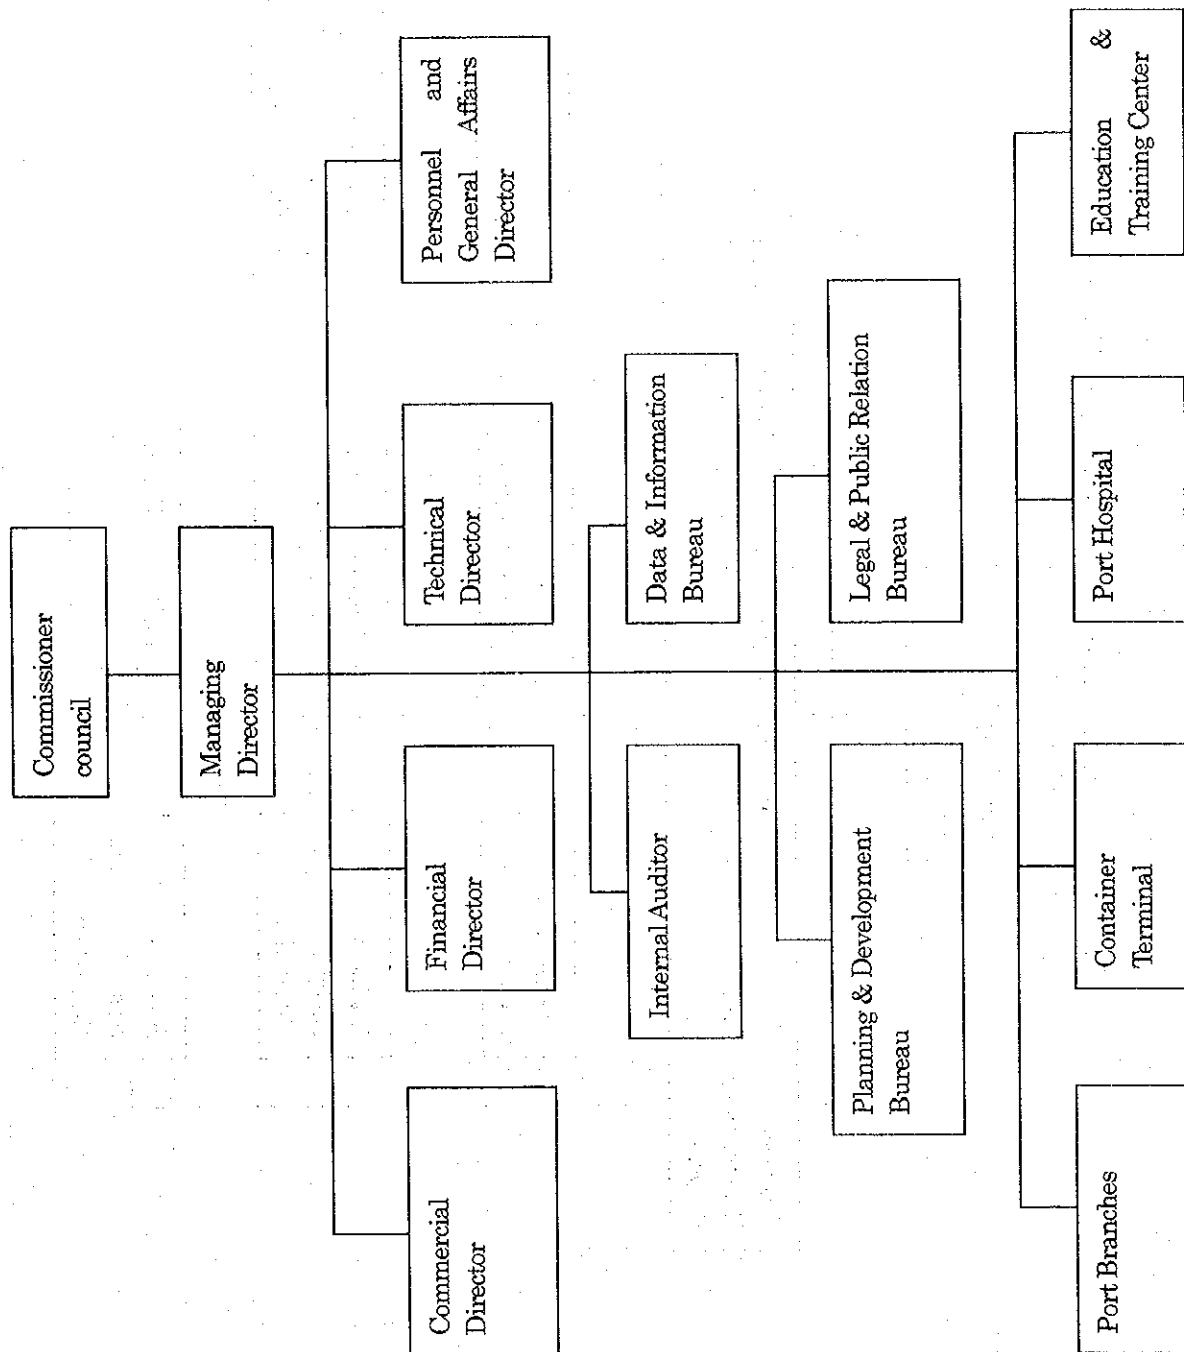 Commissioner
council
Managing
Director
Commercial
Director
Financial
Director
Technical
Director
Personnel and
General Affairs
Director
Internal Auditor
Data & Information
Bureau
Planning & Development
Bureau
Legal & Public Relation
Bureau
Port Branches
Container
Terminal
Port Hospital
Education &
Training Center